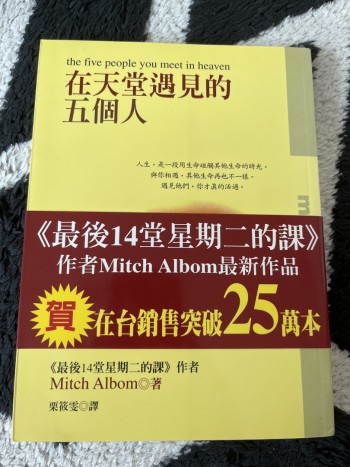 the five people you meet in heaven
在天堂遇見的
五個人
人生，是一段用生命碰觸其他生命的時光。
與你相遇，其他生命再也不一樣。
遇見他們，你才真的活過。
《最後14堂星期二的課》
作者Mitch Albom最新作品
賀 在台銷售突破25萬本
《最後14堂星期二的課》作者
Mitch Albom◎著
栗筱雯◎譯